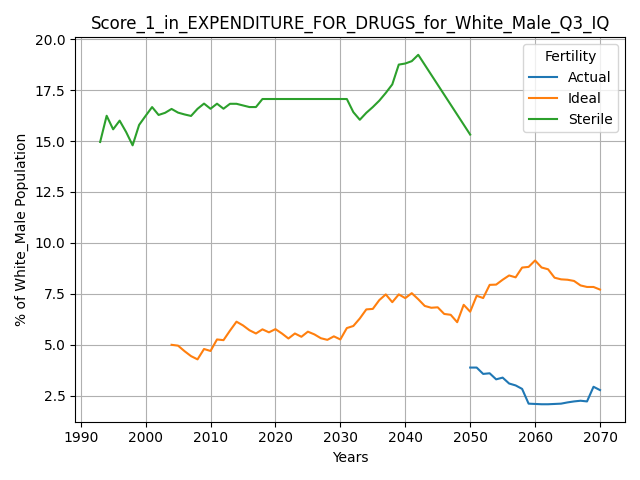 Score_1_in_EXPENDITURE_FOR_DRUGS_for_White_Male_Q3_IQ
20.0
17.5
15.0
12.5
10.0
7.5
5.0
2.5
% of White_Male Population
Fertility
Actual
Ideal
Sterile
1990 2000 2010 2020 2030 2040 2050 2060 2070
Years